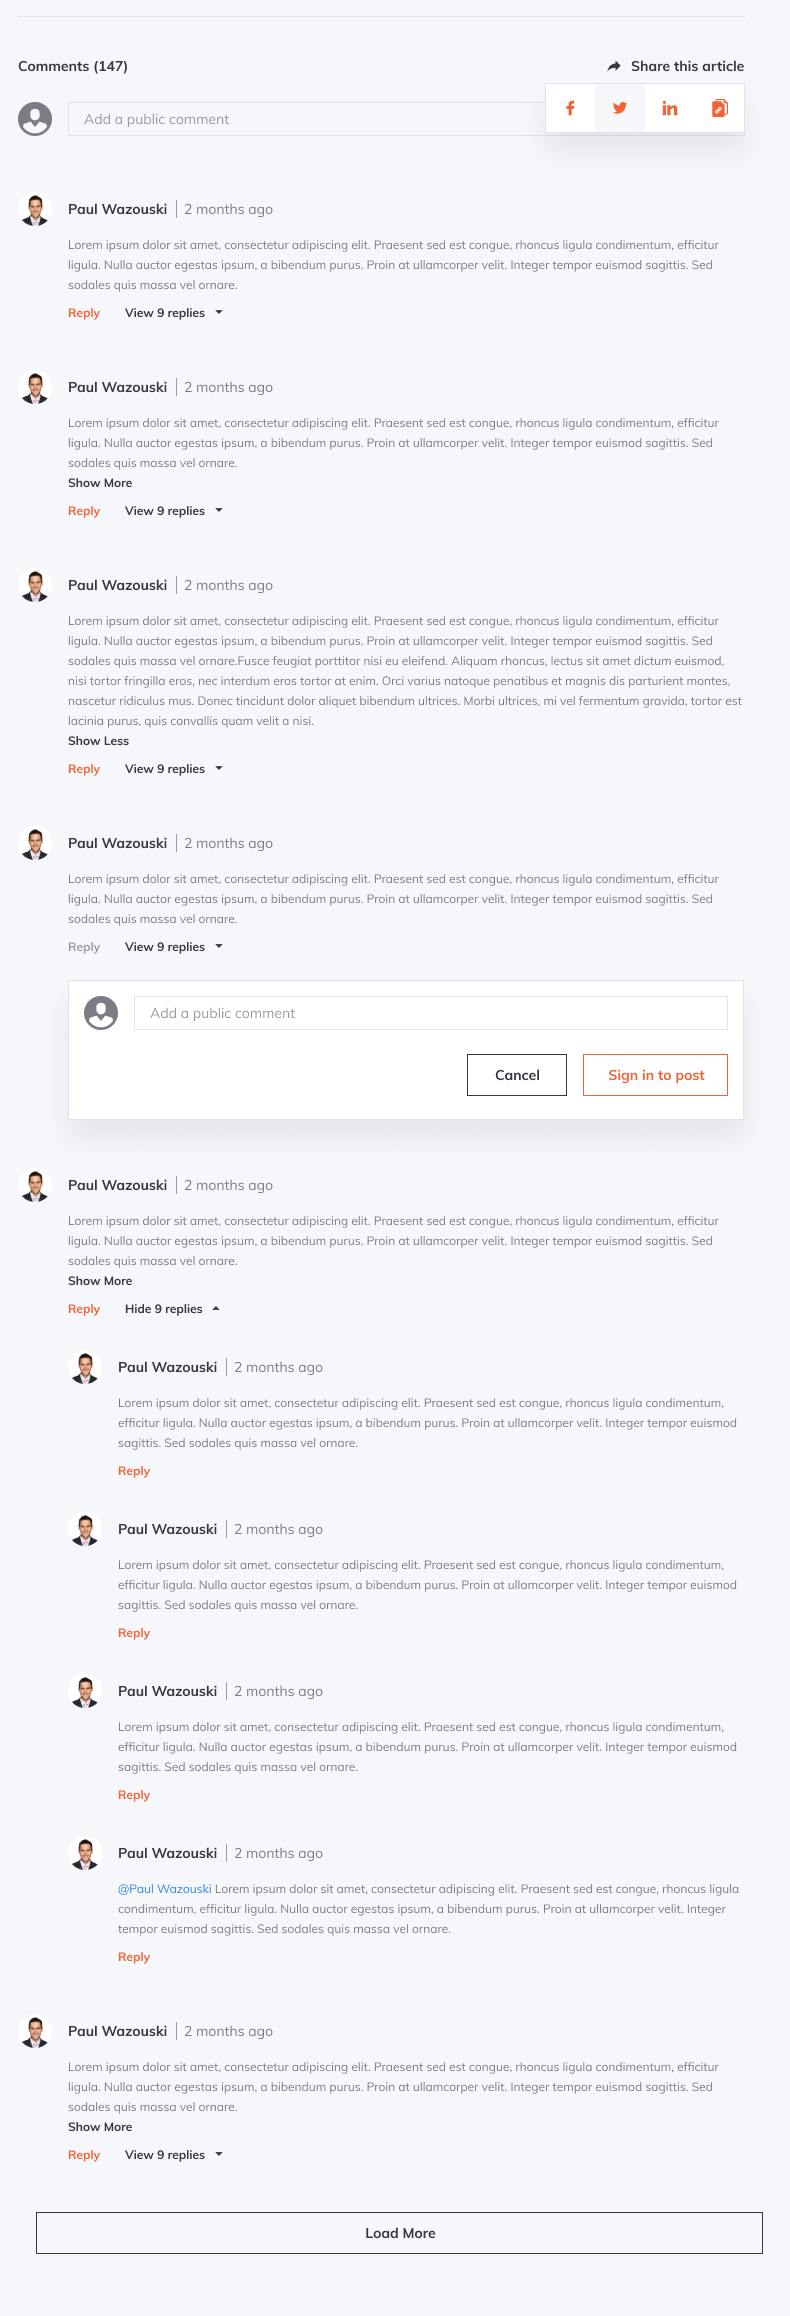 Comments (147)
Share this article
Add a public comment
Paul Wazouski | 2 months ago
Lorem ipsum dolor sit amet, consectetur adipiscing elit. Praesent sed est congue, rhoncus ligula condimentum, efficitur
ligula. Nulla auctor egestas ipsum, a bibendum purus. Proin at ullamcorper velit. Integer tempor euismod sagittis. Sed
sodales quis massa vel ornare.
Reply View 9 replies
Paul Wazouski | 2 months ago
Lorem ipsum dolor sit amet, consectetur adipiscing elit. Praesent sed est congue, rhoncus ligula condimentum, efficitur
ligula. Nulla auctor egestas ipsum, a bibendum purus. Proin at ullamcorper velit. Integer tempor euismod sagittis. Sed
sodales quis massa vel ornare.
Show More
Reply View 9 replies
Paul Wazouski | 2 months ago
Lorem ipsum dolor sit amet, consectetur adipiscing elit. Praesent sed est congue, rhoncus ligula condimentum, efficitur
ligula. Nulla auctor egestas ipsum, a bibendum purus. Proin at ullamcorper velit. Integer tempor euismod sagittis. Sed
sodales quis massa vel ornare.Fusce feugiat porttitor nisi eu eleifend. Aliquam rhoncus, lectus sit amet dictum euismod,
nisi tortor fringilla eros, nec interdum eros tortor at enim. Orci varius natoque penatibus et magnis dis parturient montes,
nascetur ridiculus mus. Donec tincidunt dolor aliquet bibendum ultrices. Morbi ultrices, mi vel fermentum gravida, tortor est
lacinia purus, quis convallis quam velit a nisi.
Show Less
Reply View 9 replies
Paul Wazouski | 2 months ago
Lorem ipsum dolor sit amet, consectetur adipiscing elit. Praesent sed est congue, rhoncus ligula condimentum, efficitur
ligula. Nulla auctor egestas ipsum, a bibendum purus. Proin at ullamcorper velit. Integer tempor euismod sagittis. Sed
sodales quis massa vel ornare.
Reply View 9 replies
Add a public comment
Cancel Sign in to post
Paul Wazouski | 2 months ago
Lorem ipsum dolor sit amet, consectetur adipiscing elit. Praesent sed est congue, rhoncus ligula condimentum, efficitur
ligula. Nulla auctor egestas ipsum, a bibendum purus. Proin at ullamcorper velit. Integer tempor euismod sagittis. Sed
sodales quis massa vel ornare.
Show More
Reply Hide 9 replies
Paul Wazouski | 2 months ago
Lorem ipsum dolor sit amet, consectetur adipiscing elit. Praesent sed est congue, rhoncus ligula condimentum,
efficitur ligula. Nulla auctor egestas ipsum, a bibendum purus. Proin at ullamcorper velit. Integer tempor euismod
sagittis. Sed sodales quis massa vel ornare.
Reply
Paul Wazouski | 2 months ago
Lorem ipsum dolor sit amet, consectetur adipiscing elit. Praesent sed est congue, rhoncus ligula condimentum,
efficitur ligula. Nulla auctor egestas ipsum, a bibendum purus. Proin at ullamcorper velit. Integer tempor euismod
sagittis. Sed sodales quis massa vel ornare.
Reply
Paul Wazouski | 2 months ago
Lorem ipsum dolor sit amet, consectetur adipiscing elit. Praesent sed est congue, rhoncus ligula condimentum,
efficitur ligula. Nulla auctor egestas ipsum, a bibendum purus. Proin at ullamcorper velit. Integer tempor euismod
sagittis. Sed sodales quis massa vel ornare.
Reply
Paul Wazouski | 2 months ago
@Paul Wazouski Lorem ipsum dolor sit amet, consectetur adipiscing elit. Praesent sed est congue, rhoncus ligula
condimentum, efficitur ligula. Nulla auctor egestas ipsum, a bibendum purus. Proin at ullamcorper velit. Integer
tempor euismod sagittis. Sed sodales quis massa vel ornare.
Reply
Paul Wazouski | 2 months ago
Lorem ipsum dolor sit amet, consectetur adipiscing elit. Praesent sed est congue, rhoncus ligula condimentum, efficitur
ligula. Nulla auctor egestas ipsum, a bibendum purus. Proin at ullamcorper velit. Integer tempor euismod sagittis. Sed
sodales quis massa vel ornare.
Show More
Reply View 9 replies
Load More